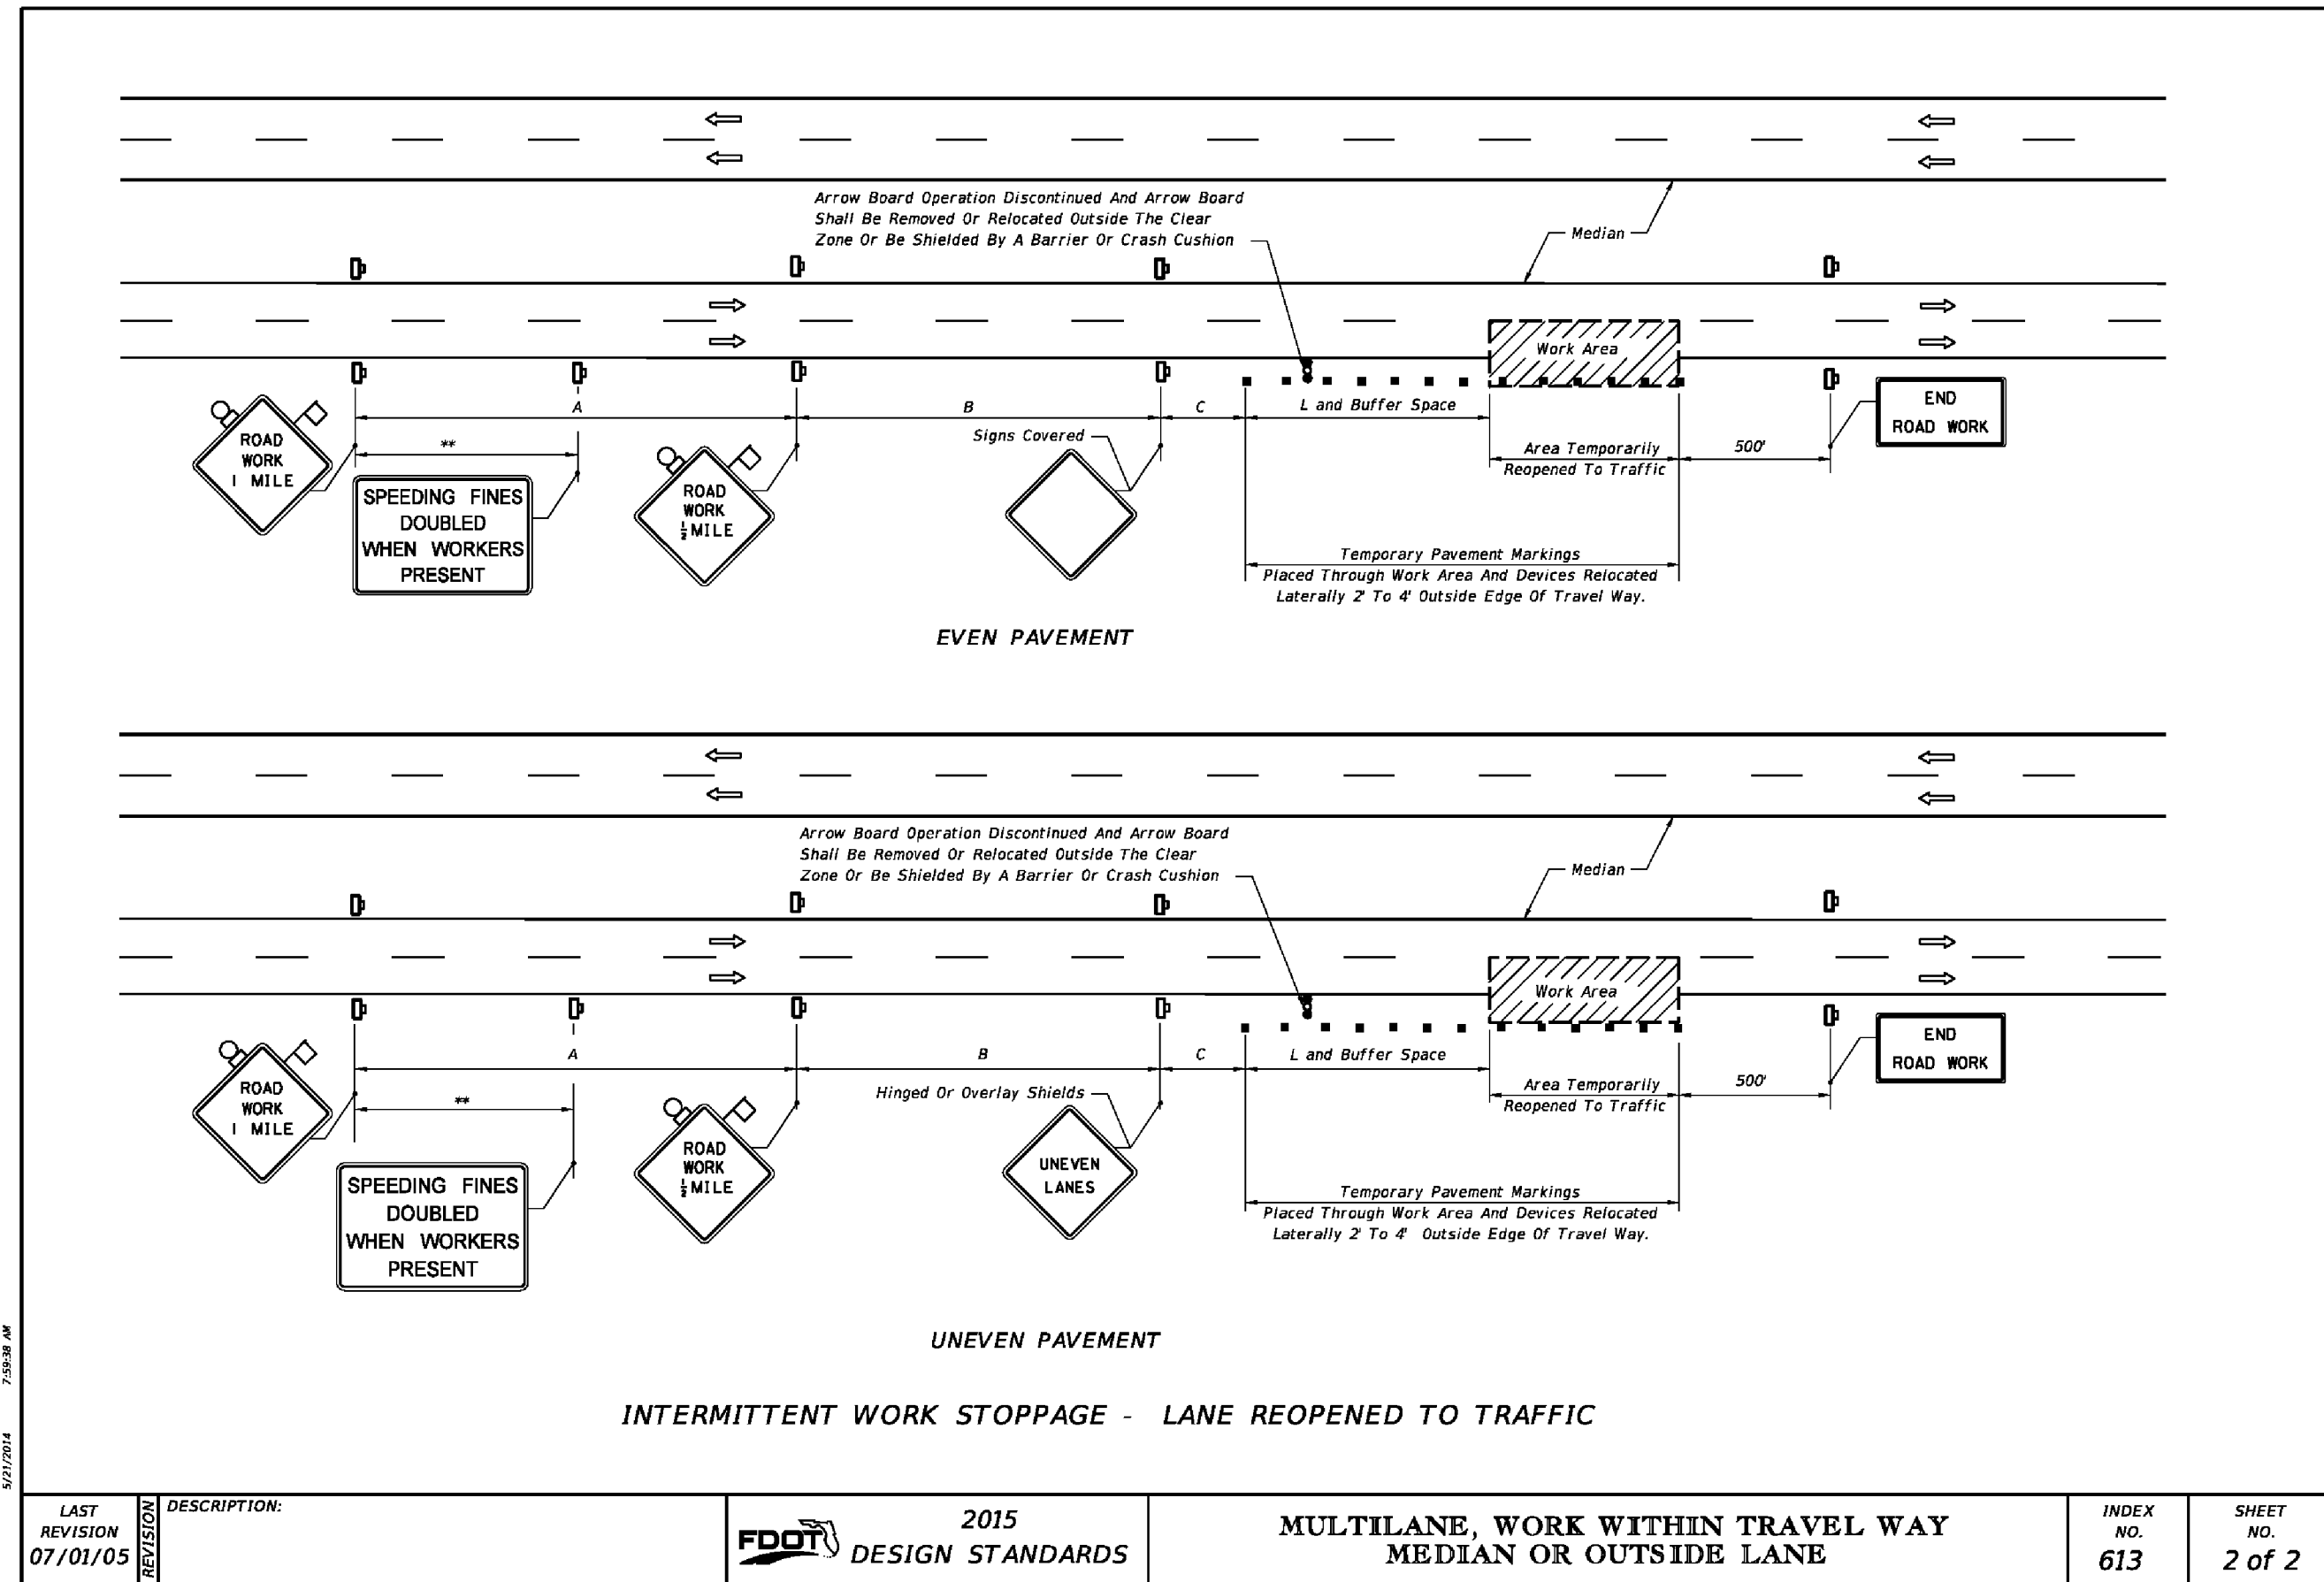 Arrow Board Operation Discontinued And Arrow Board
Shall Be Removed Or Relocated Outside The Clear
Zone Or Be Shielded By A Barrier Or Crash Cushion
Median
Work Area
ROAD
WORK
1 MILE
**
A
SPEEDING FINES
DOUBLED
WHEN WORKERS
PRESENT
ROAD
WORK
1/2 MILE
B
Signs Covered
C
L and Buffer Space
Area Temporarily
Reopened To Traffic
500'
END
ROAD WORK
Temporary Pavement Markings
Placed Through Work Area And Devices Relocated
Laterally 2' To 4' Outside Edge Of Travel Way.
EVEN PAVEMENT
Arrow Board Operation Discontinued And Arrow Board
Shall Be Removed Or Relocated Outside The Clear
Zone Or Be Shielded By A Barrier Or Crash Cushion
Median
Work Area
ROAD
WORK
1 MILE
**
A
SPEEDING FINES
DOUBLED
WHEN WORKERS
PRESENT
ROAD
WORK
1/2 MILE
B
Hinged Or Overlay Shields
UNEVEN
LANES
C
L and Buffer Space
Area Temporarily
Reopened To Traffic
500'
END
ROAD WORK
Temporary Pavement Markings
Placed Through Work Area And Devices Relocated
Laterally 2' To 4' Outside Edge Of Travel Way.
UNEVEN PAVEMENT
INTERMITTENT WORK STOPPAGE - LANE REOPENED TO TRAFFIC
5/21/2014 7:59:38 AM
LAST
REVISION
07/01/05
REVISION
DESCRIPTION:
FDOT
2015
DESIGN STANDARDS
MULTILANE, WORK WITHIN TRAVEL WAY
MEDIAN OR OUTSIDE LANE
INDEX
NO.
613
SHEET
NO.
2 of 2